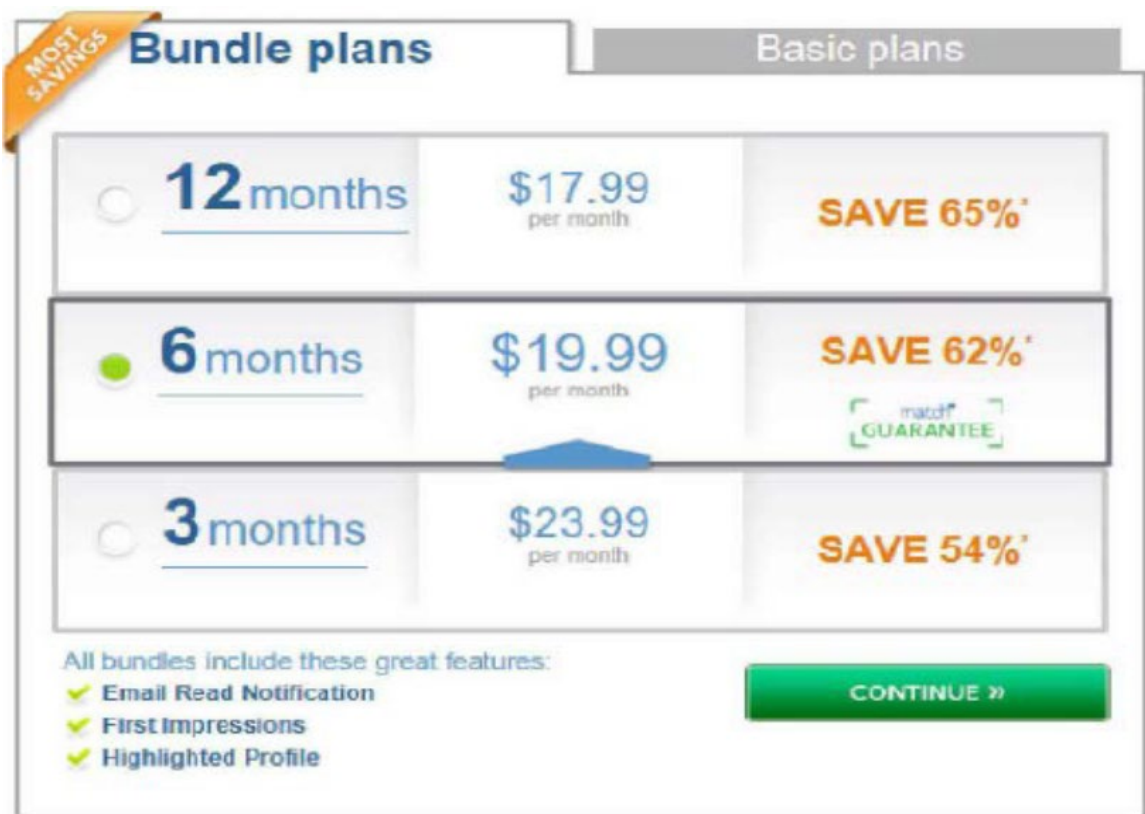 MOST
SAVINGS
Bundle plans
Basic plans
12 months
$17.99
per month
SAVE 65%*
6 months
$19.99
per month
SAVE 62%*
match
GUARANTEE
3 months
$23.99
per month
SAVE 54%*
All bundles include these great features:
Email Read Notification
First Impressions
Highlighted Profile
CONTINUE »